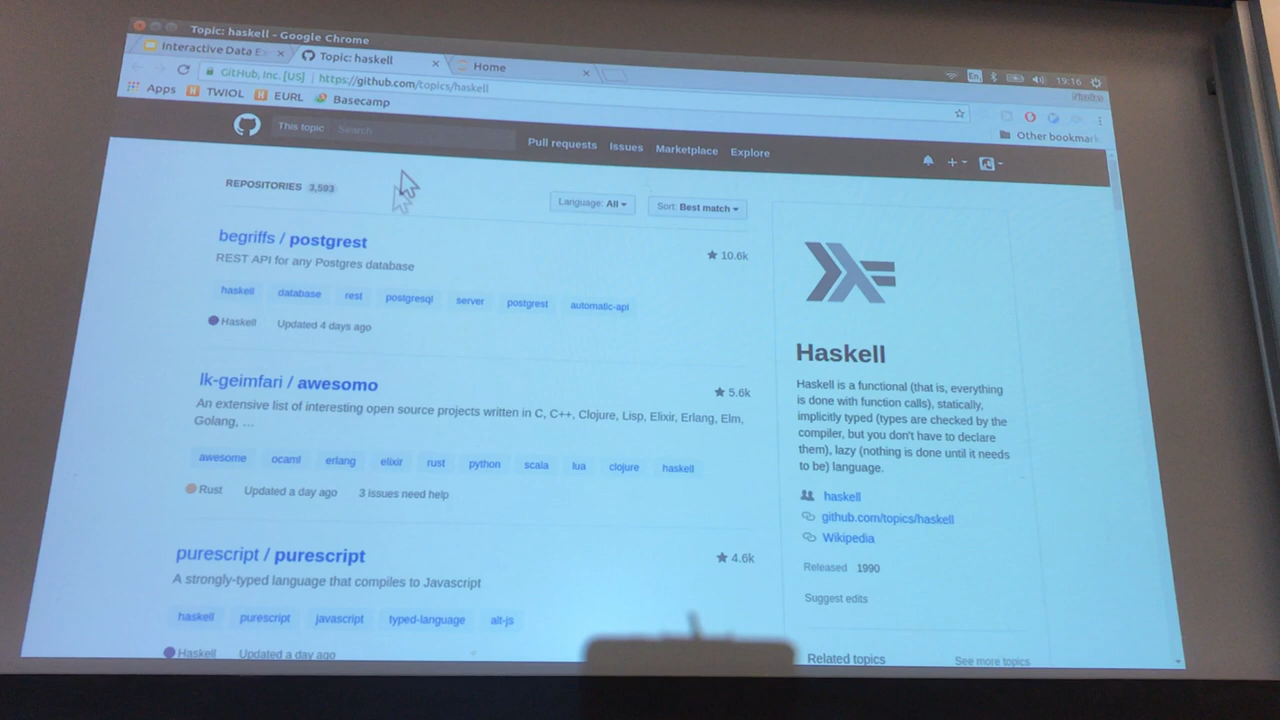 Topic: haskell - Google Chrome
En 19:16
Interactive Data E
Topic: haskell
Home
GitHub, Inc. [US] https://github.com/topics/haskell
Apps TWIOL EURL Basecamp Other bookmar
This topic Search Pull requests Issues Marketplace Explore
REPOSITORIES 3,593
Language: All Sort: Best match
begriffs / postgrest
10.6k
REST API for any Postgres database
haskell database rest postgresql server postgrest automatic-api
Haskell Updated 4 days ago
lk-geimfari / awesomo
5.6k
An extensive list of interesting open source projects written in C, C++, Clojure, Lisp, Elixir, Erlang, Elm,
Golang, …
awesome ocaml erlang elixir rust python scala lua clojure haskell
Rust Updated a day ago 3 issues need help
purescript / purescript
4.6k
A strongly-typed language that compiles to Javascript
haskell purescript javascript typed-language alt-js
Haskell Updated a day ago
Haskell
Haskell is a functional (that is, everything
is done with function calls), statically,
implicitly typed (types are checked by the
compiler, but you don't have to declare
them), lazy (nothing is done until it needs
to be) language.
haskell
github.com/topics/haskell
Wikipedia
Released 1990
Suggest edits
Related topics See more topics